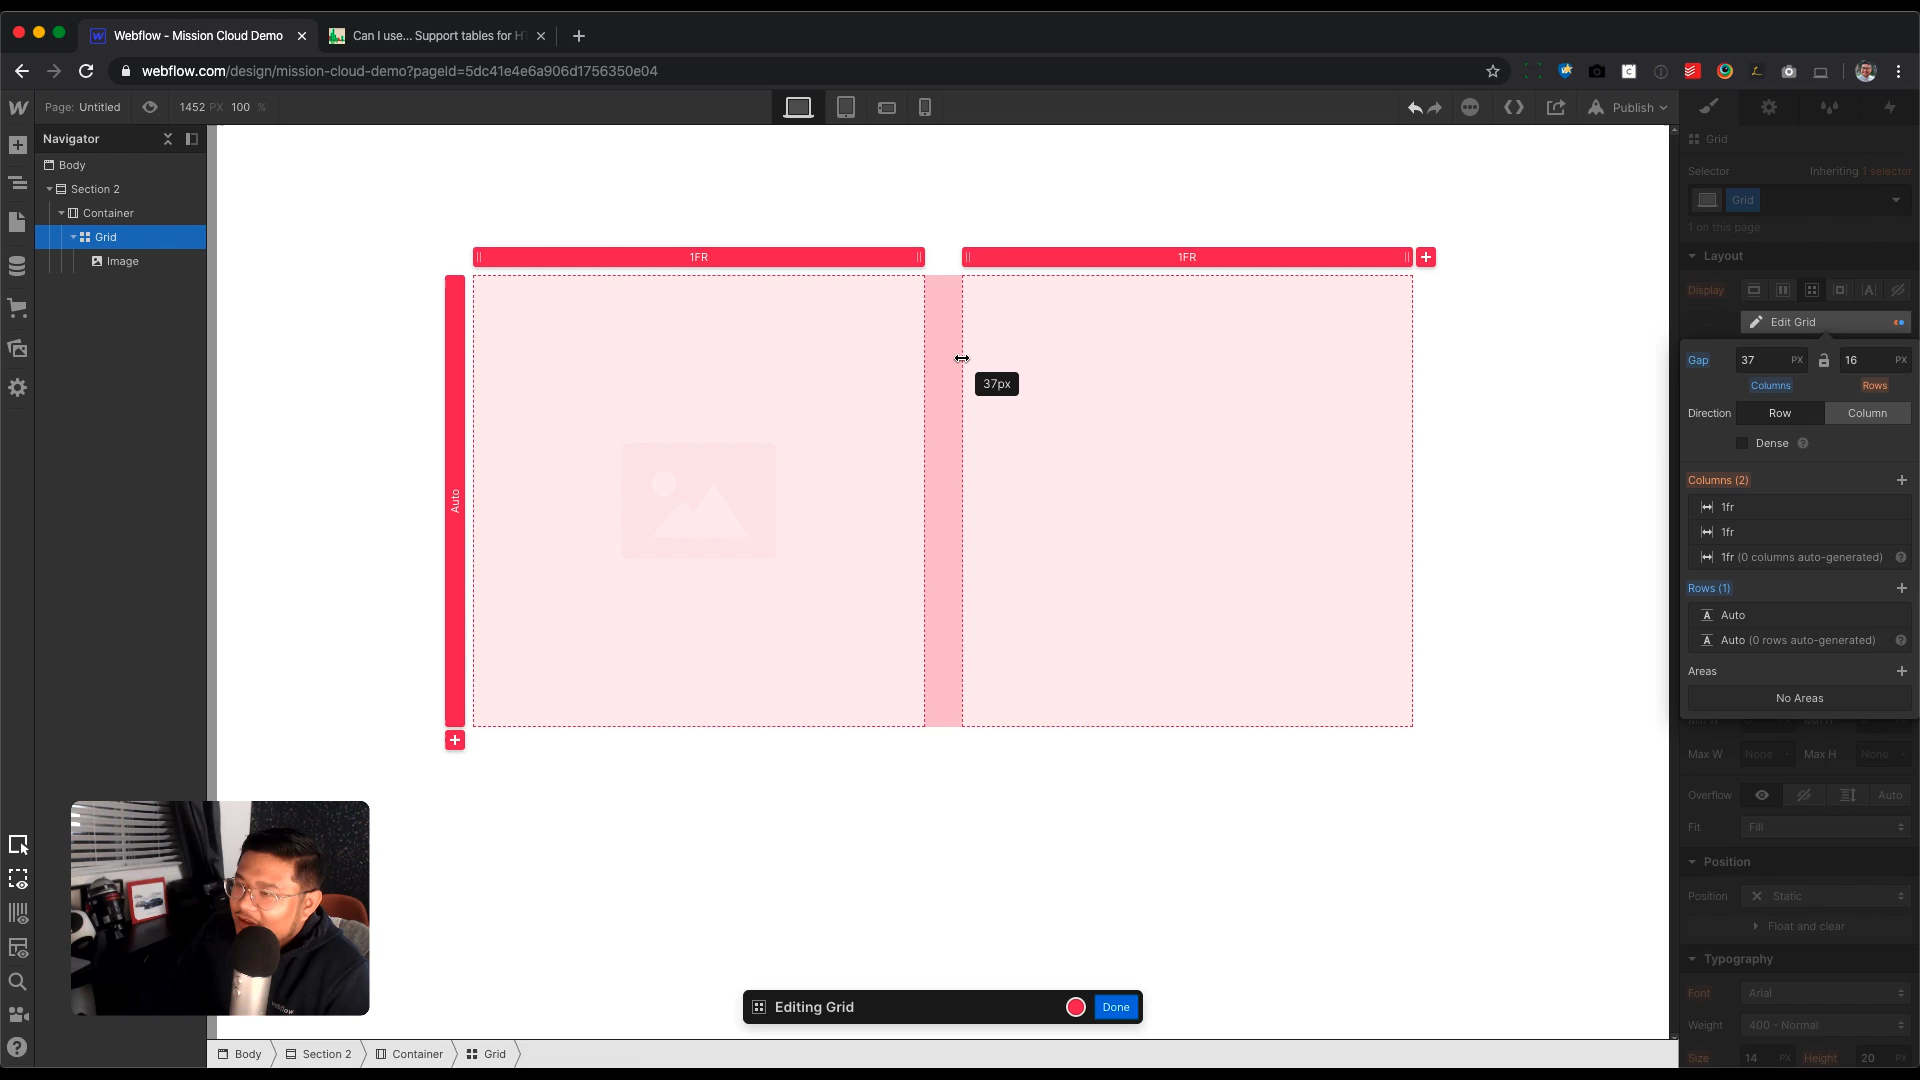 Webflow - Mission Cloud Demo
Can I use... Support tables for H
webflow.com/design/mission-cloud-demo?pageId=5dc41e4e6a906d1756350e04
Page: Untitled
1452 PX 100 %
Publish
Navigator
Body
Section 2
Container
Grid
Image
1FR
1FR
Auto
37px
Grid
Selector
Inheriting 1 selector
Grid
1 on this page
Layout
Display
Edit Grid
Gap
37 PX
16 PX
Columns
Rows
Direction
Row
Column
Dense
Columns (2)
1fr
1fr
1fr (0 columns auto-generated)
Rows (1)
Auto
Auto (0 rows auto-generated)
Areas
No Areas
Max W
None
Max H
None
Overflow
Auto
Fit
Fill
Position
Position
Static
Float and clear
Typography
Font
Arial
Weight
400 - Normal
Size
14 PX
Height
20 PX
Editing Grid
Done
Body
Section 2
Container
Grid